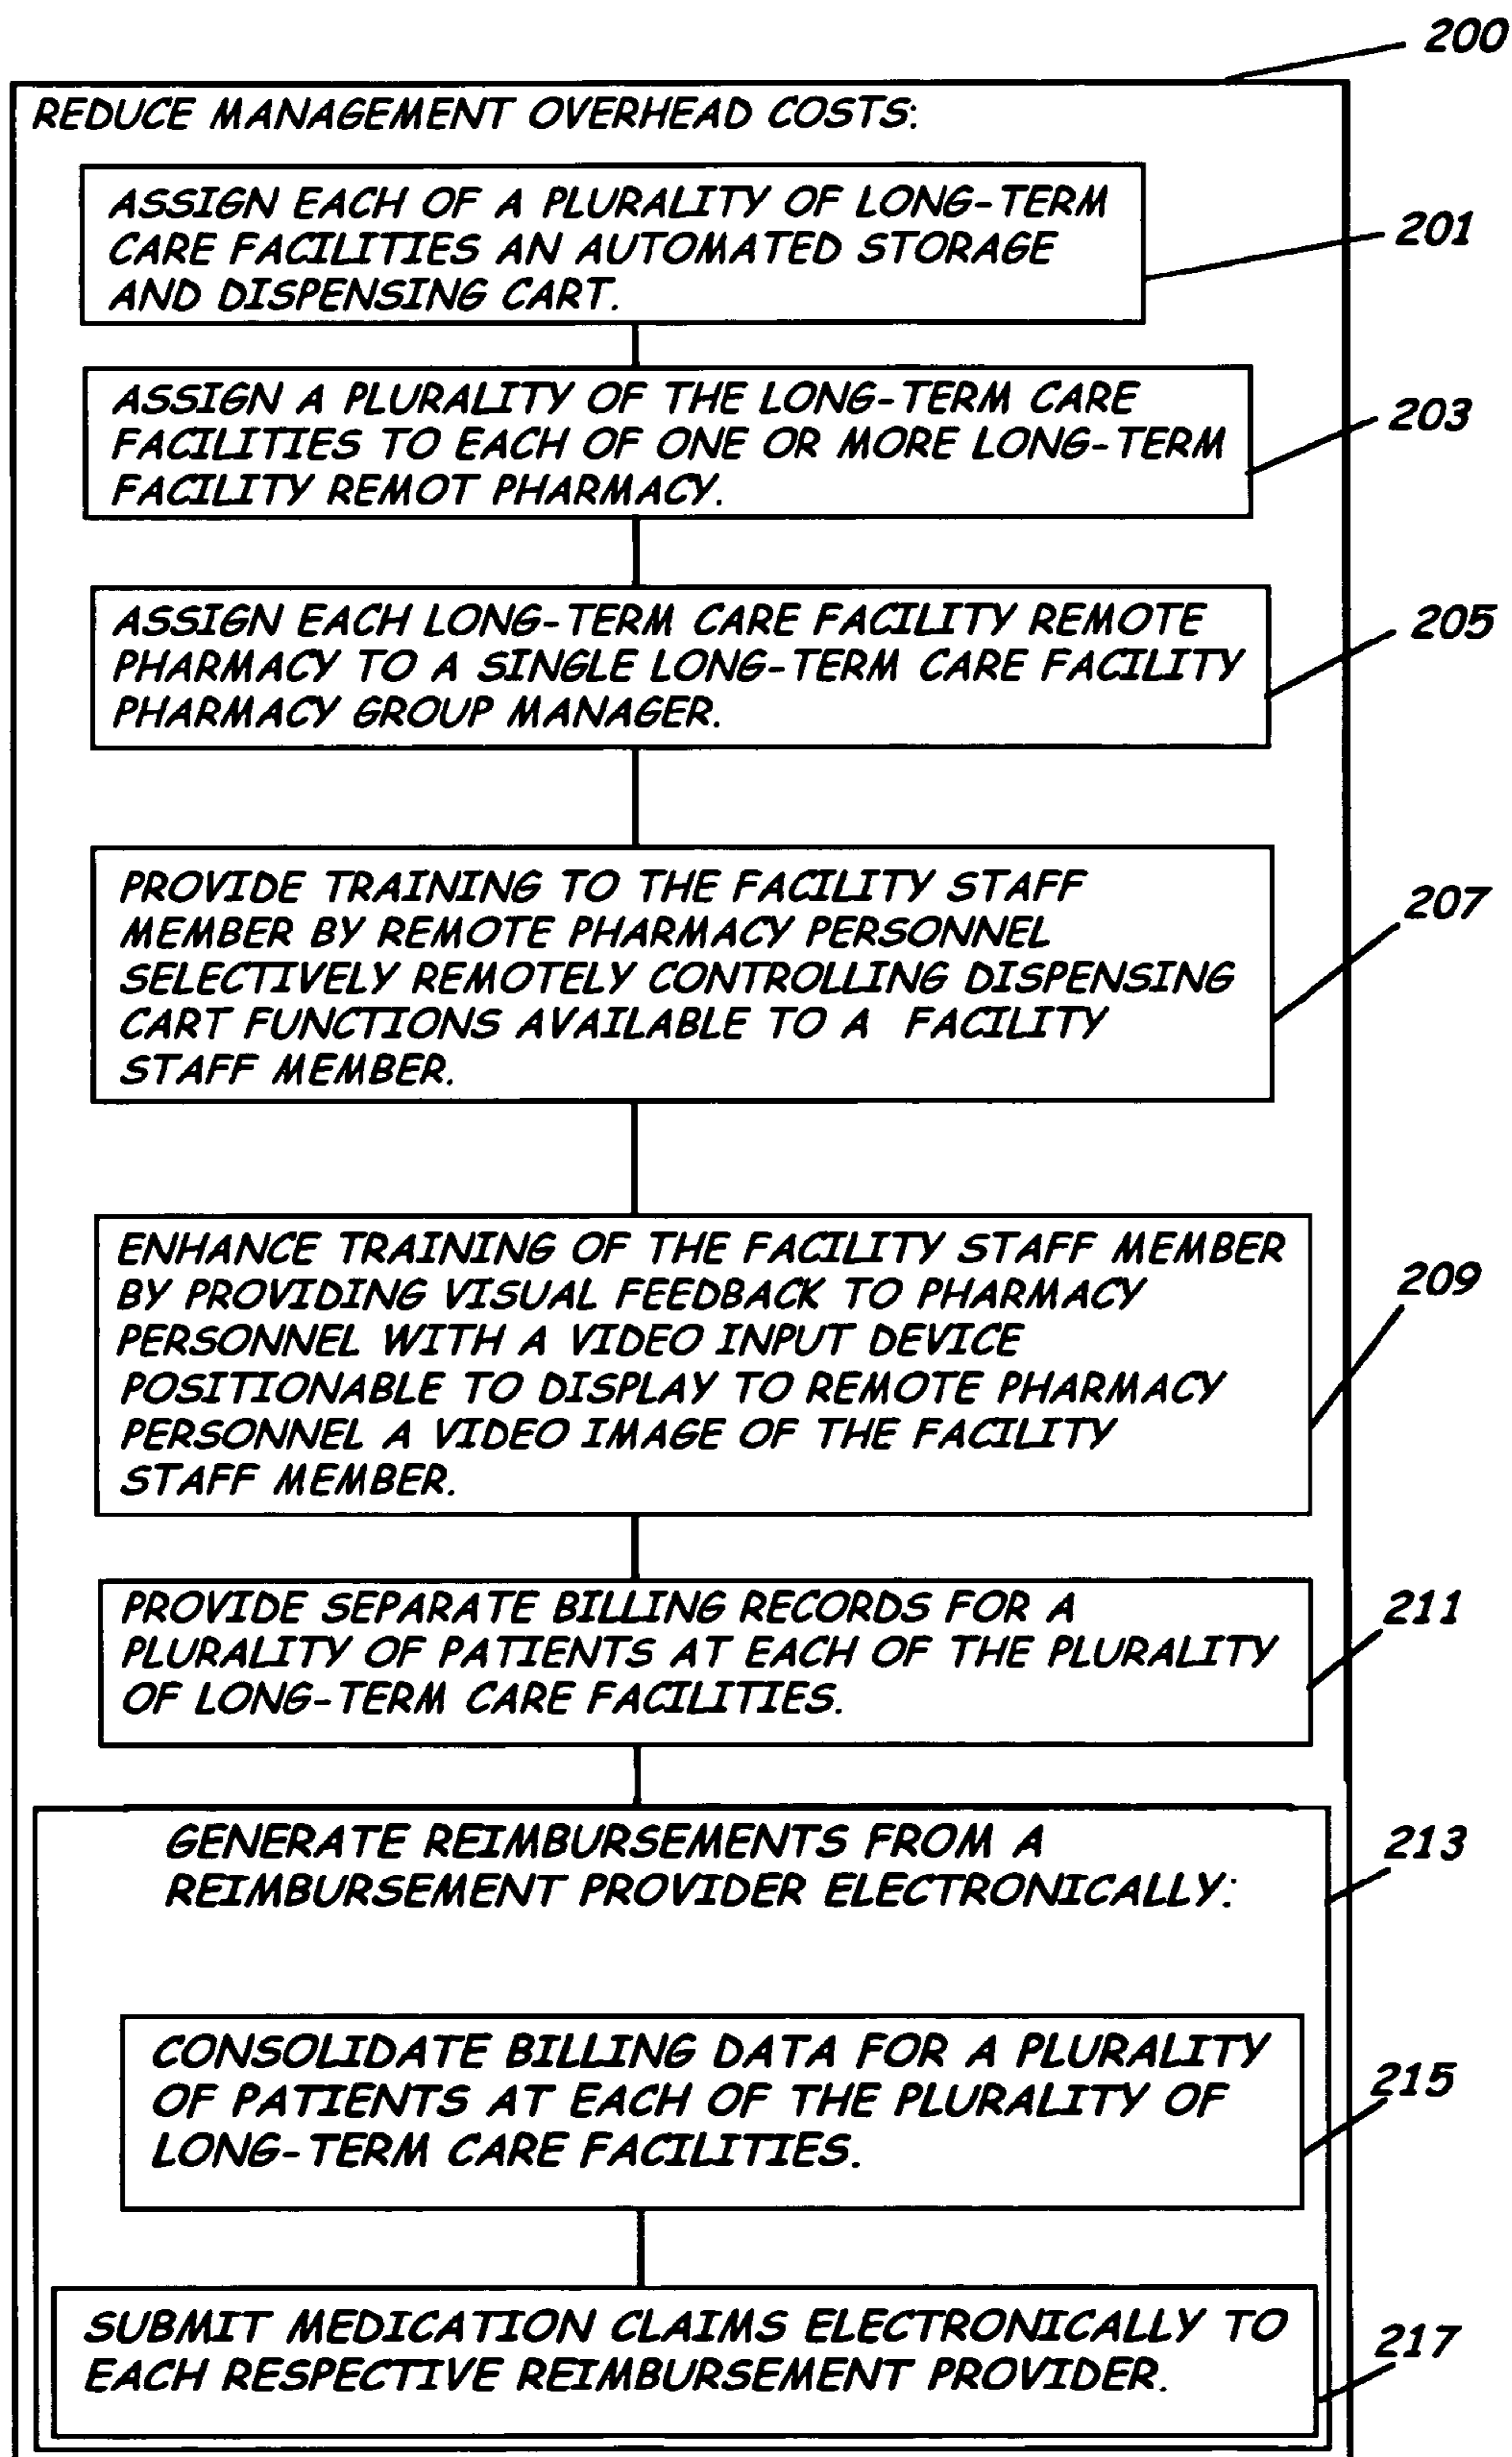 200
REDUCE MANAGEMENT OVERHEAD COSTS:
ASSIGN EACH OF A PLURALITY OF LONG-TERM
CARE FACILITIES AN AUTOMATED STORAGE
AND DISPENSING CART.
201
ASSIGN A PLURALITY OF THE LONG-TERM CARE
FACILITIES TO EACH OF ONE OR MORE LONG-TERM
FACILITY REMOT PHARMACY.
203
ASSIGN EACH LONG-TERM CARE FACILITY REMOTE
PHARMACY TO A SINGLE LONG-TERM CARE FACILITY
PHARMACY GROUP MANAGER.
205
PROVIDE TRAINING TO THE FACILITY STAFF
MEMBER BY REMOTE PHARMACY PERSONNEL
SELECTIVELY REMOTELY CONTROLLING DISPENSING
CART FUNCTIONS AVAILABLE TO A FACILITY
STAFF MEMBER.
207
ENHANCE TRAINING OF THE FACILITY STAFF MEMBER
BY PROVIDING VISUAL FEEDBACK TO PHARMACY
PERSONNEL WITH A VIDEO INPUT DEVICE
POSITIONABLE TO DISPLAY TO REMOTE PHARMACY
PERSONNEL A VIDEO IMAGE OF THE FACILITY
STAFF MEMBER.
209
PROVIDE SEPARATE BILLING RECORDS FOR A
PLURALITY OF PATIENTS AT EACH OF THE PLURALITY
OF LONG-TERM CARE FACILITIES.
211
GENERATE REIMBURSEMENTS FROM A
REIMBURSEMENT PROVIDER ELECTRONICALLY:
213
CONSOLIDATE BILLING DATA FOR A PLURALITY
OF PATIENTS AT EACH OF THE PLURALITY OF
LONG-TERM CARE FACILITIES.
215
SUBMIT MEDICATION CLAIMS ELECTRONICALLY TO
EACH RESPECTIVE REIMBURSEMENT PROVIDER.
217